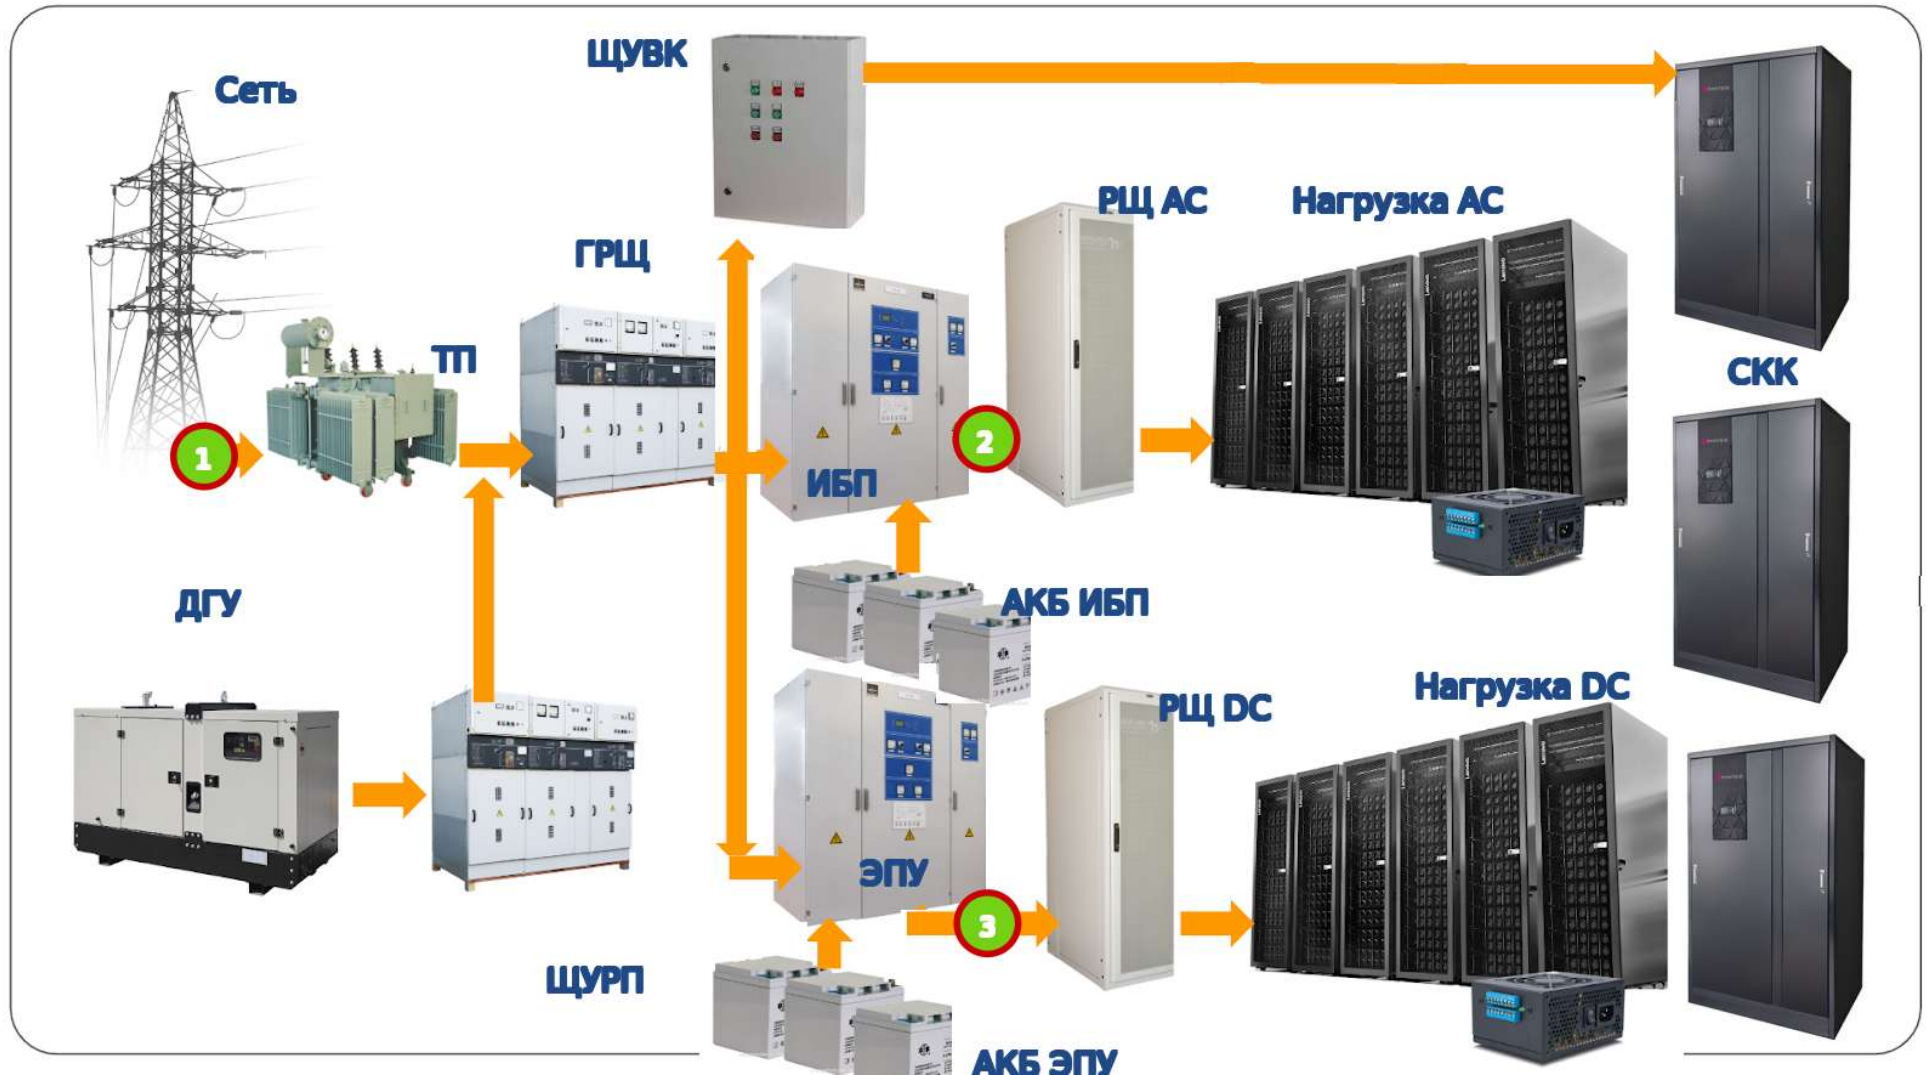 ЩУВК
Сеть
РЩ АС
Нагрузка АС
ГРЩ
ТП
СКК
1
2
ИБП
ДГУ
АКБ ИБП
РЩ DC
Нагрузка DC
ЭПУ
3
ЩУРП
АКБ ЭПУ